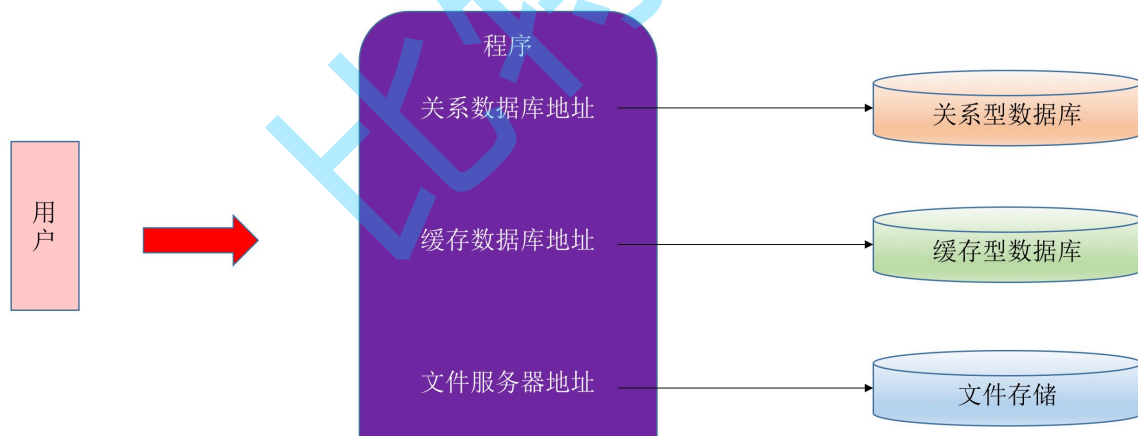 程序
关系数据库地址
关系型数据库
用户
缓存数据库地址
缓存型数据库
文件服务器地址
文件存储